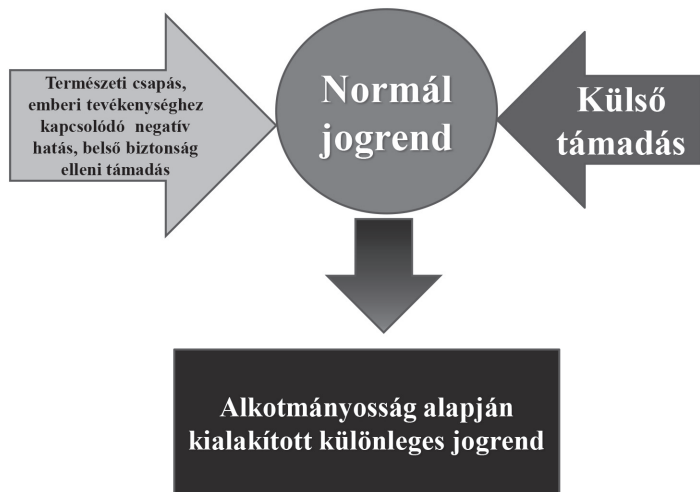 Természeti csapás,
emberi tevékenységhez
kapcsolódó negatív
hatás, belső biztonság
elleni támadás
Normál
jogrend
Külső
támadás
Alkotmányosság alapján
kialakított különleges jogrend